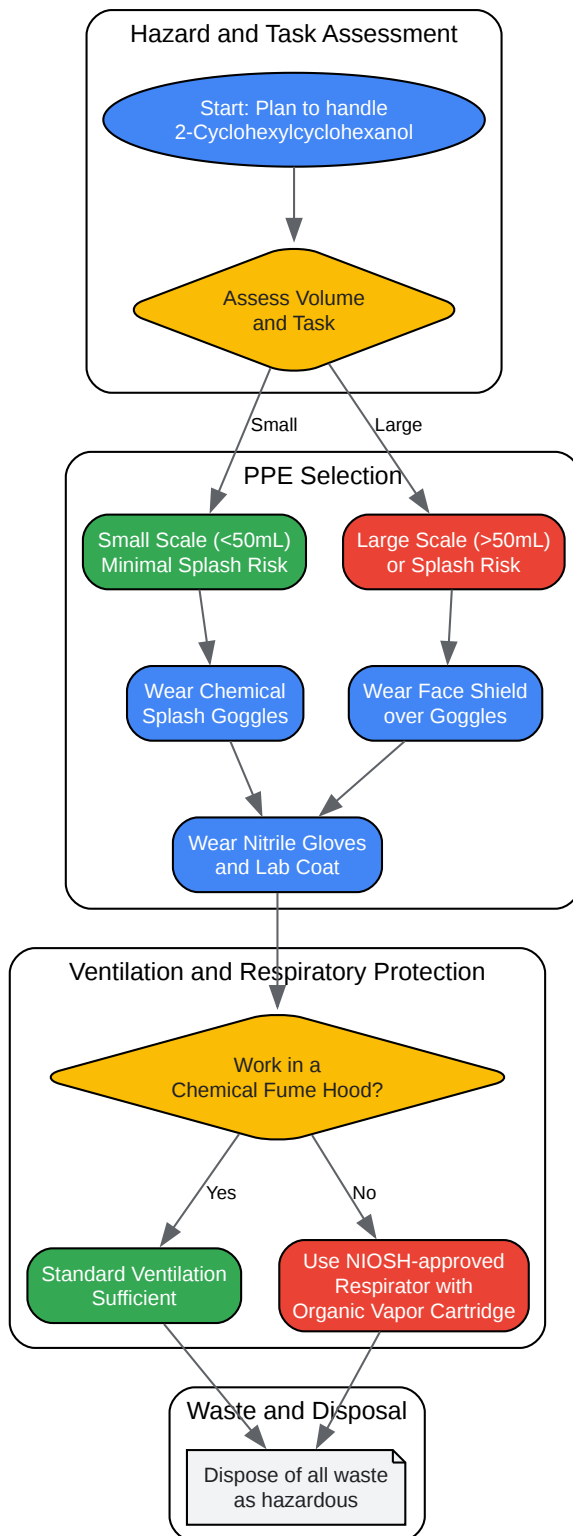 Hazard and Task Assessment
Start: Plan to handle
2-Cyclohexylcyclohexanol
Assess Volume
and Task
Small
Large
PPE Selection
Small Scale (<50mL)
Minimal Splash Risk
Large Scale (>50mL)
or Splash Risk
Wear Chemical
Splash Goggles
Wear Face Shield
over Goggles
Wear Nitrile Gloves
and Lab Coat
Ventilation and Respiratory Protection
Work in a
Chemical Fume Hood?
Yes
No
Standard Ventilation
Sufficient
Use NIOSH-approved
Respirator with
Organic Vapor Cartridge
Waste and Disposal
Dispose of all waste
as hazardous